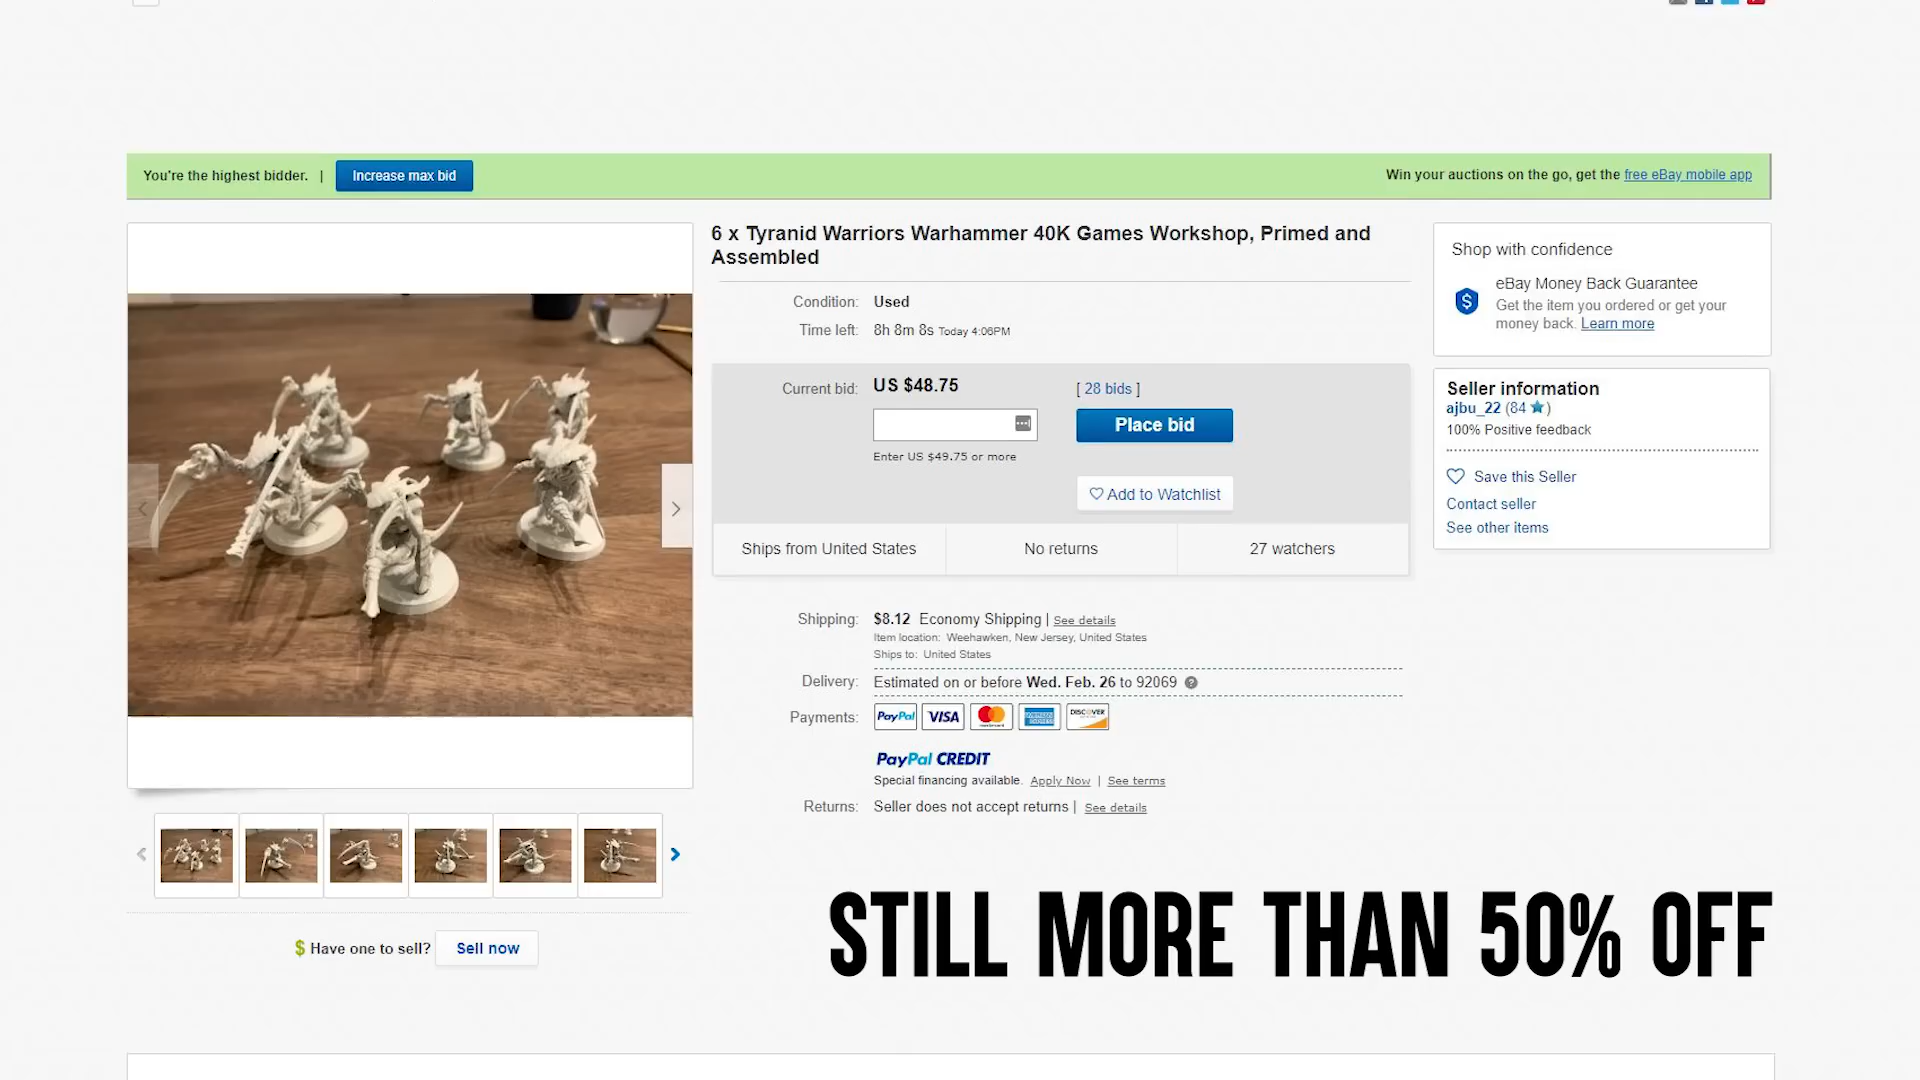 You're the highest bidder. | Increase max bid
Win your auctions on the go, get the free eBay mobile app
6 x Tyranid Warriors Warhammer 40K Games Workshop, Primed and
Assembled
Condition: Used
Time left: 8h 8m 8s Today 4:06PM
Current bid: US $48.75 [ 28 bids ]
Place bid
Enter US $49.75 or more
Add to Watchlist
Ships from United States
No returns
27 watchers
Shipping: $8.12 Economy Shipping | See details
Item location: Weehawken, New Jersey, United States
Ships to: United States
Delivery: Estimated on or before Wed. Feb. 26 to 92069
Payments: PayPal VISA mastercard AMERICAN EXPRESS DISCOVER
PayPal CREDIT
Special financing available. Apply Now | See terms
Returns: Seller does not accept returns | See details
Shop with confidence
eBay Money Back Guarantee
Get the item you ordered or get your
money back. Learn more
Seller information
ajbu_22 (84)
100% Positive feedback
Save this Seller
Contact seller
See other items
$ Have one to sell? Sell now
STILL MORE THAN 50% OFF